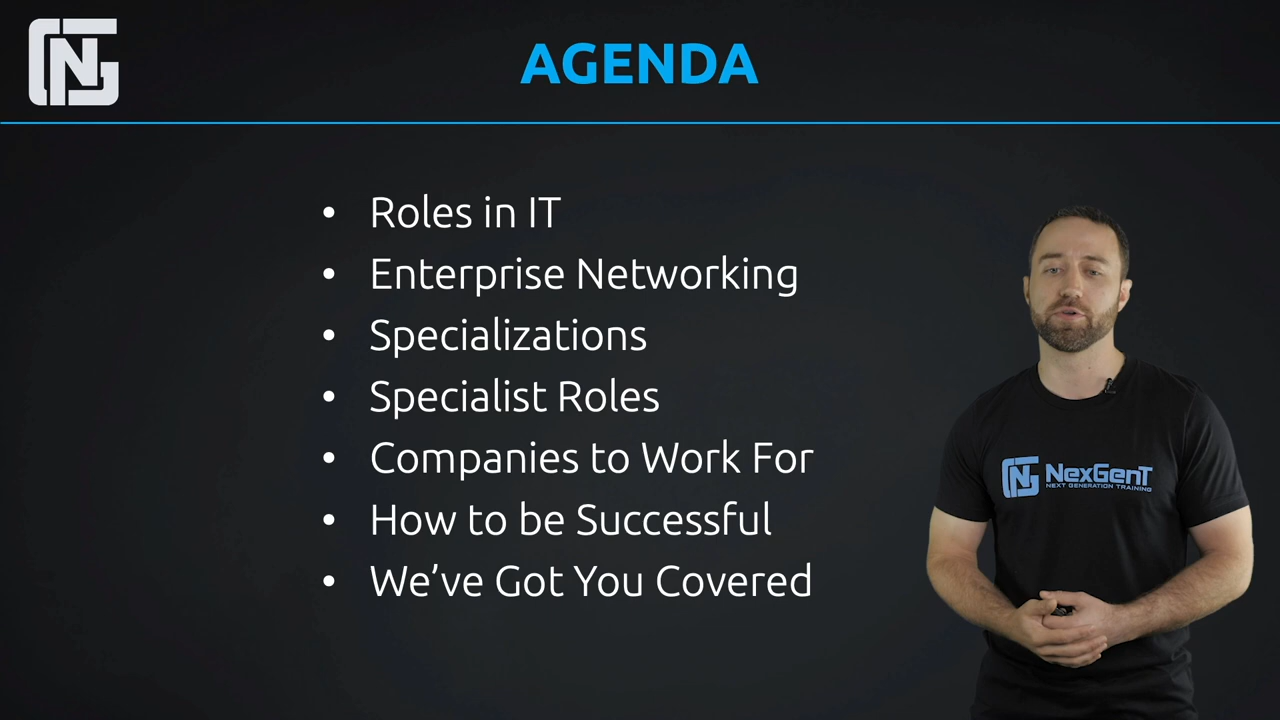 AGENDA
• Roles in IT
• Enterprise Networking
• Specializations
• Specialist Roles
• Companies to Work For
• How to be Successful
• We’ve Got You Covered
NexGenT
NEXT GENERATION TRAINING